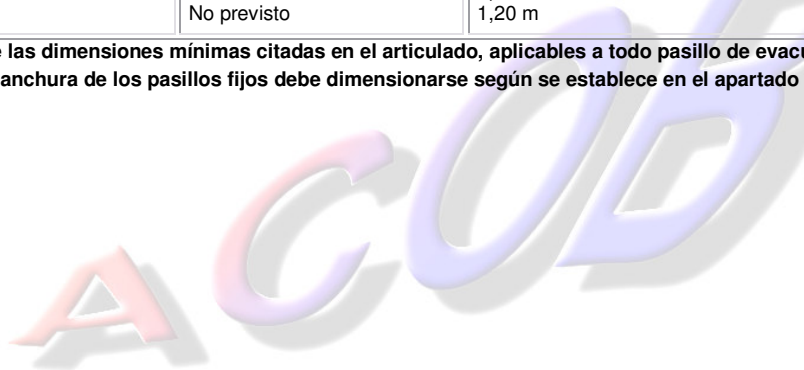 No previsto 1,20 m
las dimensiones mínimas citadas en el articulado, aplicables a todo pasillo de
anchura de los pasillos fijos debe dimensionarse según se establece en el apartado
ACOB